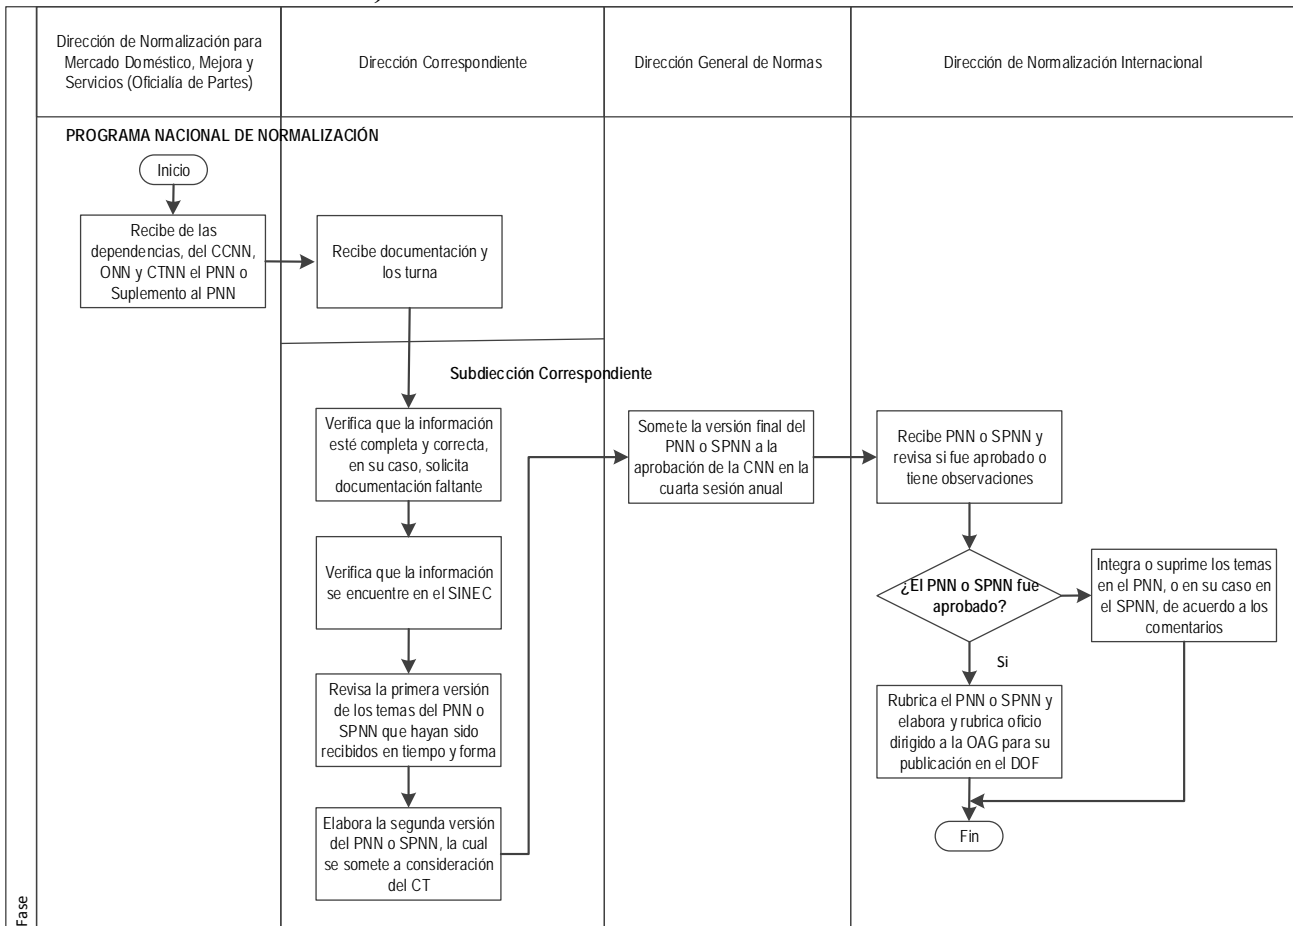 Dirección de Normalización para
Mercado Doméstico, Mejora y
Servicios (Oficialía de Partes)
Dirección Correspondiente
Dirección General de Normas
Dirección de Normalización Internacional
PROGRAMA NACIONAL DE NORMALIZACIÓN
Inicio
Recibe de las
dependencias, del CCNN,
ONN y CTNN el PNN o
Suplemento al PNN
Recibe documentación y
los turna
Subdiección Correspondiente
Verifica que la información
esté completa y correcta,
en su caso, solicita
documentación faltante
Verifica que la información
se encuentre en el SINEC
Revisa la primera versión
de los temas del PNN o
SPNN que hayan sido
recibidos en tiempo y forma
Elabora la segunda versión
del PNN o SPNN, la cual
se somete a consideración
del CT
Somete la versión final del
PNN o SPNN a la
aprobación de la CNN en la
cuarta sesión anual
Recibe PNN o SPNN y
revisa si fue aprobado o
tiene observaciones
¿El PNN o SPNN fue
aprobado?
Integra o suprime los temas
en el PNN, o en su caso en
el SPNN, de acuerdo a los
comentarios
Si
Rubrica el PNN o SPNN y
elabora y rubrica oficio
dirigido a la OAG para su
publicación en el DOF
Fin
Fase